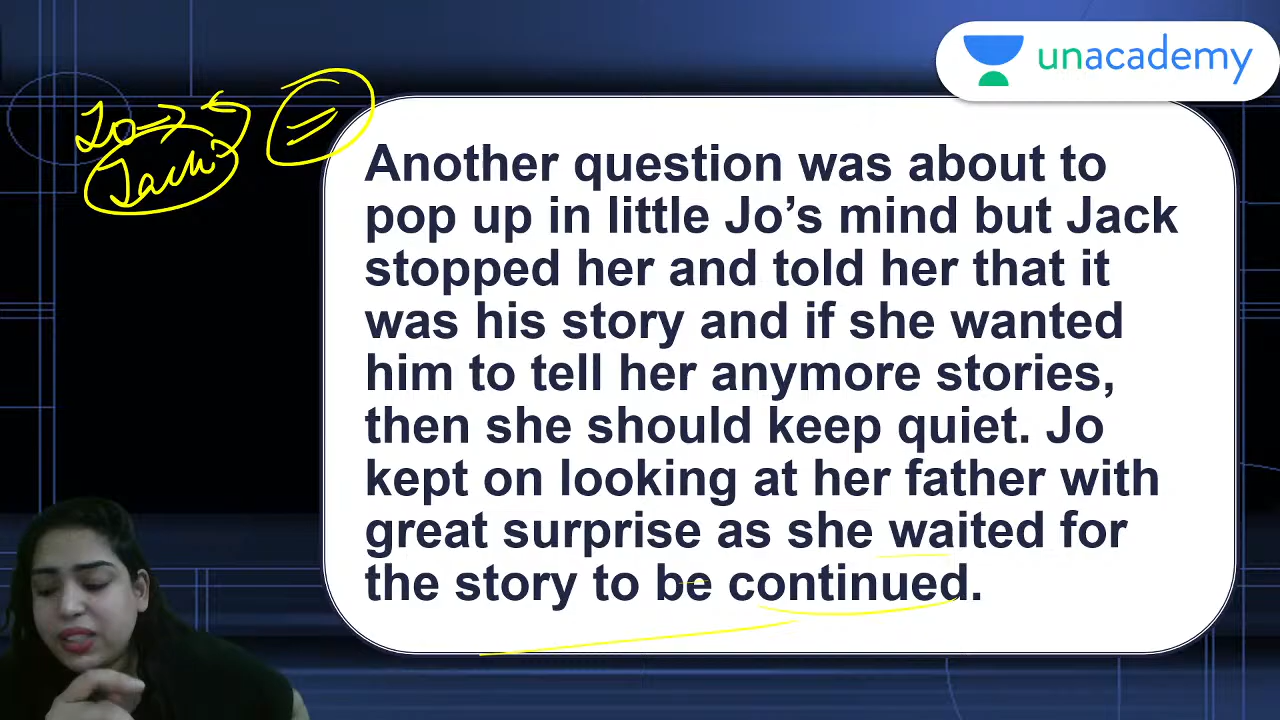 unacademy
Jo →
Jack
Another question was about to
pop up in little Jo’s mind but Jack
stopped her and told her that it
was his story and if she wanted
him to tell her anymore stories,
then she should keep quiet. Jo
kept on looking at her father with
great surprise as she waited for
the story to be continued.